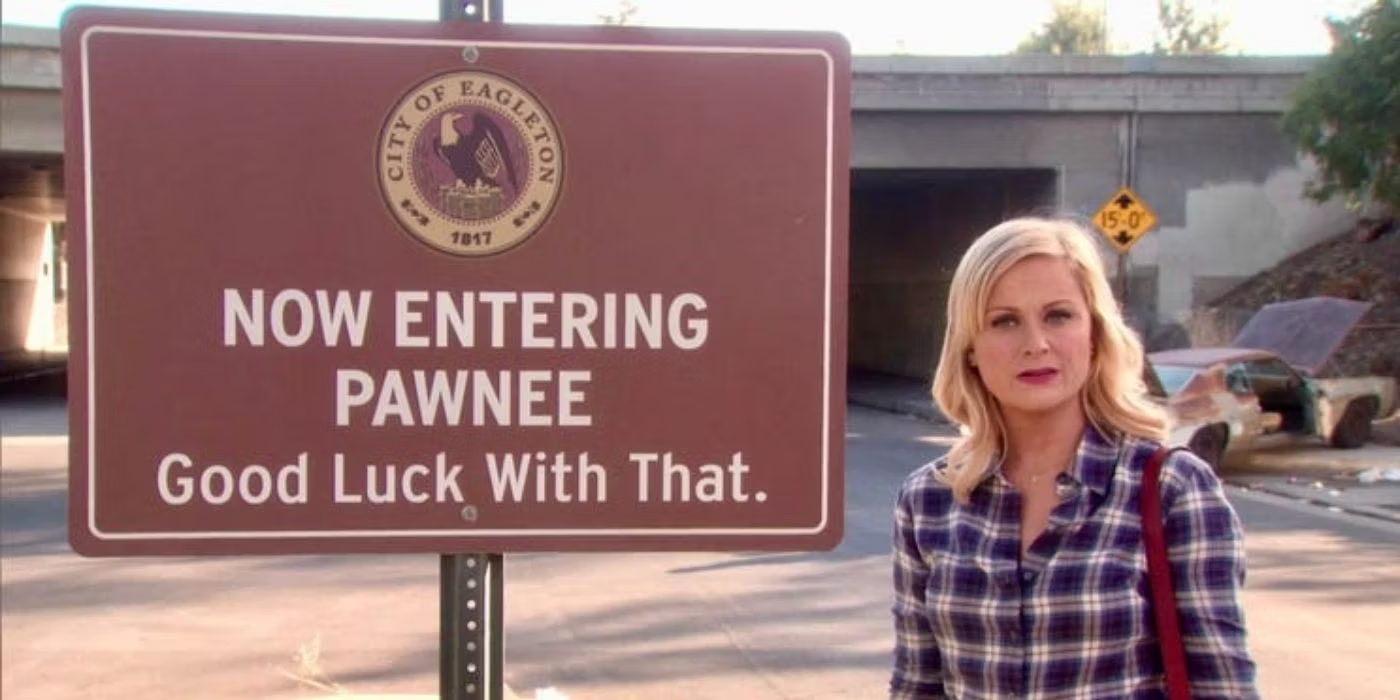 CITY OF EAGLETON
1817
NOW ENTERING
PAWNEE
Good Luck With That.
15'-0"